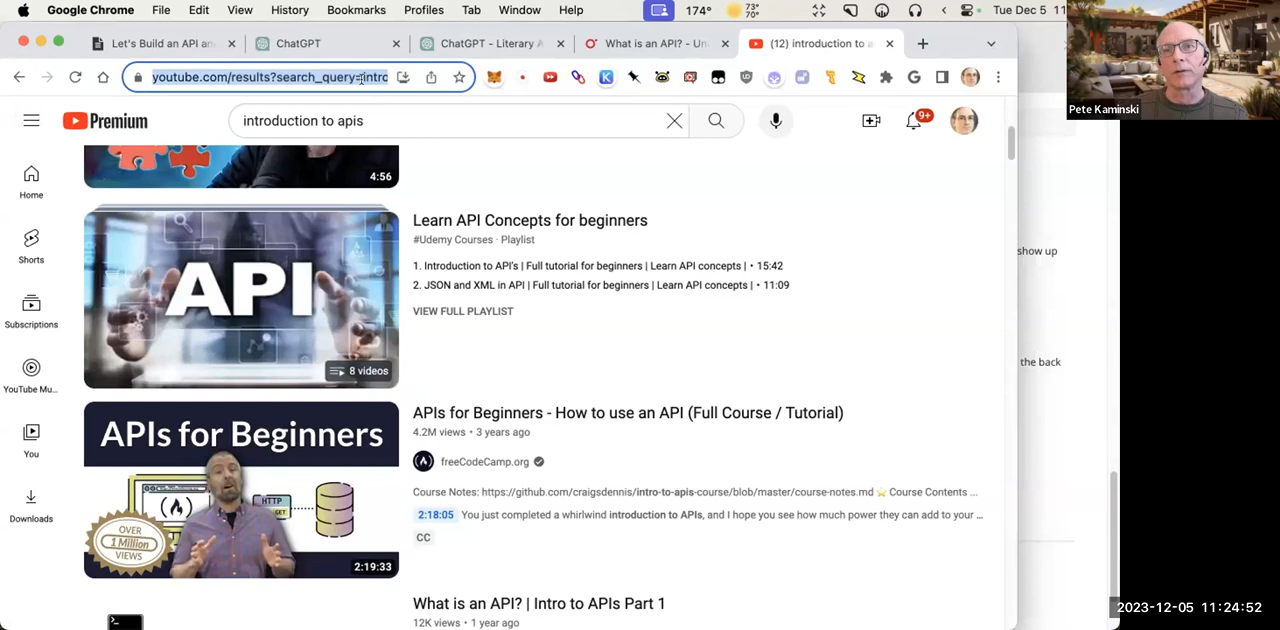 Google Chrome File Edit View History Bookmarks Profiles Tab Window Help 174° 73° 70° Tue Dec 5 11
Let's Build an API an ChatGPT ChatGPT - Literary A What is an API? - Un (12) introduction to a
youtube.com/results?search_query=intro
Pete Kaminski
Premium
introduction to apis
9+
Home
Shorts
Subscriptions
YouTube Mu...
You
Downloads
4:56
API
8 videos
Learn API Concepts for beginners
#Udemy Courses · Playlist
1. Introduction to API's | Full tutorial for beginners | Learn API concepts | • 15:42
2. JSON and XML in API | Full tutorial for beginners | Learn API concepts | • 11:09
VIEW FULL PLAYLIST
show up
the back
APIs for Beginners
HTTP
GET
OVER
1 Million
VIEWS
2:19:33
APIs for Beginners - How to use an API (Full Course / Tutorial)
4.2M views • 3 years ago
freeCodeCamp.org
Course Notes: https://github.com/craigsdennis/intro-to-apis-course/blob/master/course-notes.md ⭐ Course Contents ...
2:18:05 You just completed a whirlwind introduction to APIs, and I hope you see how much power they can add to your ...
CC
What is an API? | Intro to APIs Part 1
12K views • 1 year ago
2023-12-05 11:24:52